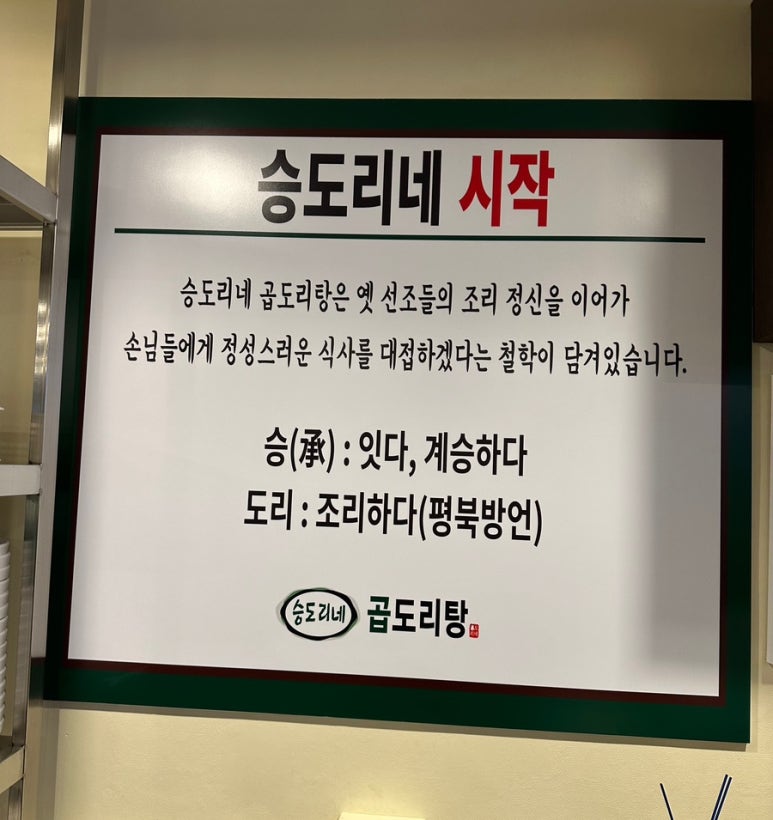 승도리네 시작
승도리네 곱도리탕은 옛 선조들의 조리 정신을 이어가
손님들에게 정성스러운 식사를 대접하겠다는 철학이 담겨있습니다.
승(承) : 잇다, 계승하다
도리 : 조리하다(평북방언)
승도리네 곱도리탕